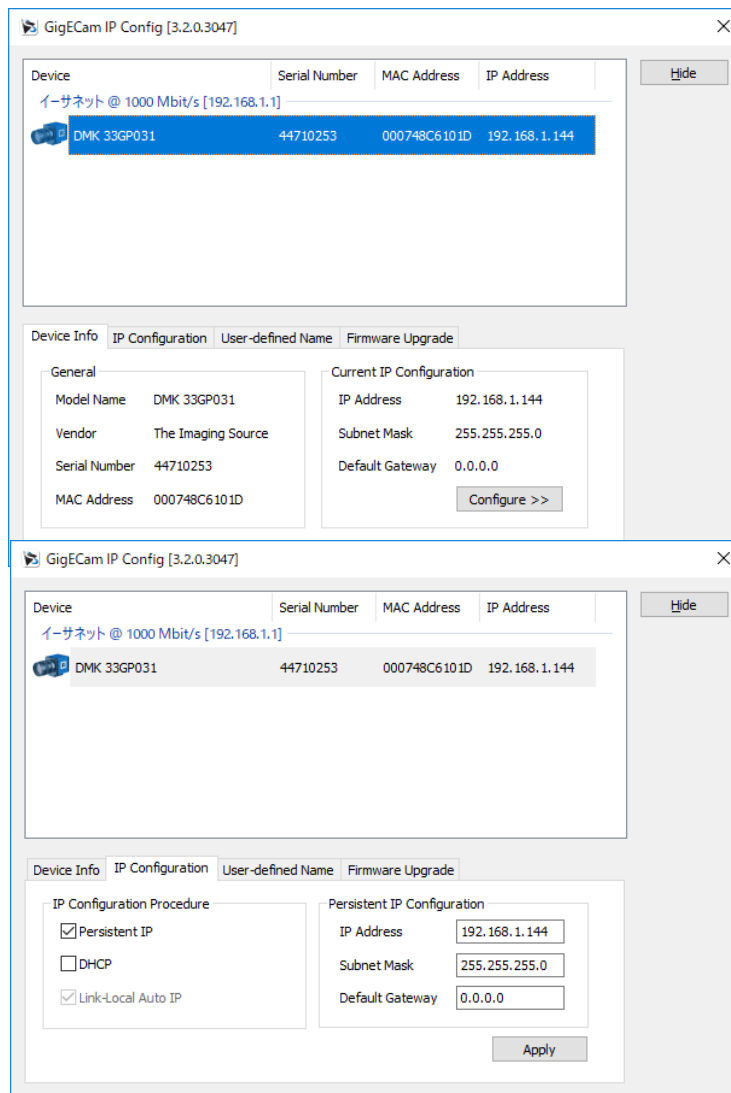 GigECam IP Config [3.2.0.3047]
Device Serial Number MAC Address IP Address Hide
イーサネット @ 1000 Mbit/s [192.168.1.1]
DMK 33GP031 44710253 000748C6101D 192.168.1.144
Device Info IP Configuration User-defined Name Firmware Upgrade
General Current IP Configuration
Model Name DMK 33GP031 IP Address 192.168.1.144
Vendor The Imaging Source Subnet Mask 255.255.255.0
Serial Number 44710253 Default Gateway 0.0.0.0
MAC Address 000748C6101D Configure >>
GigECam IP Config [3.2.0.3047]
Device Serial Number MAC Address IP Address Hide
イーサネット @ 1000 Mbit/s [192.168.1.1]
DMK 33GP031 44710253 000748C6101D 192.168.1.144
Device Info IP Configuration User-defined Name Firmware Upgrade
IP Configuration Procedure Persistent IP Configuration
Persistent IP IP Address 192.168.1.144
DHCP Subnet Mask 255.255.255.0
Link-Local Auto IP Default Gateway 0.0.0.0
Apply